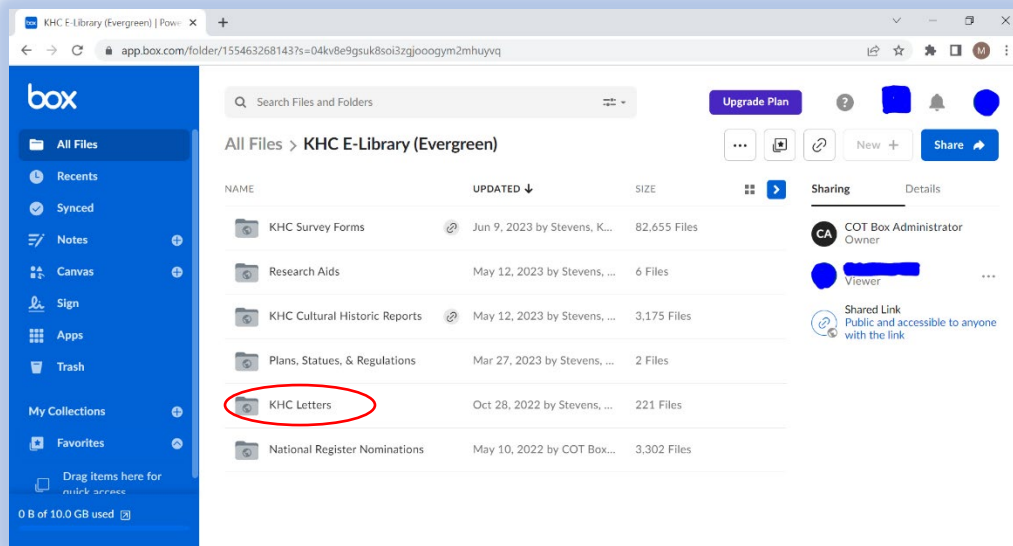 box KHC E-Library (Evergreen) | Powe
app.box.com/folder/155463268143?s=04kv8e9gsuk8soi3zgjooogym2mhuyvq
M
box
Search Files and Folders
Upgrade Plan
All Files
Recents
Synced
Notes
Canvas
Sign
Apps
Trash
My Collections
Favorites
Drag items here for
quick access
0 B of 10.0 GB used
All Files > KHC E-Library (Evergreen)
New +
Share
NAME UPDATED ↓ SIZE
KHC Survey Forms Jun 9, 2023 by Stevens, K... 82,655 Files
Research Aids May 12, 2023 by Stevens, ... 6 Files
KHC Cultural Historic Reports May 12, 2023 by Stevens, ... 3,175 Files
Plans, Statues, & Regulations Mar 27, 2023 by Stevens, ... 2 Files
KHC Letters Oct 28, 2022 by Stevens, ... 221 Files
National Register Nominations May 10, 2022 by COT Box... 3,302 Files
Sharing Details
CA
COT Box Administrator
Owner
Viewer
Shared Link
Public and accessible to anyone
with the link